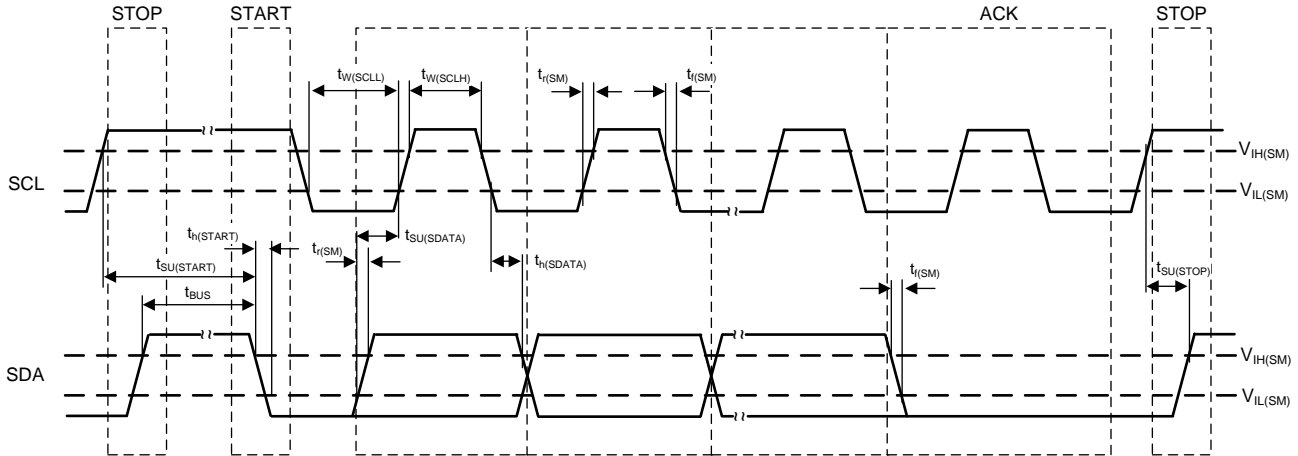 STOP START ACK STOP
tW(SCLL) tW(SCLH) tr(SM) tf(SM)
VIH(SM)
SCL VIL(SM)
th(START) tr(SM) tSU(SDATA)
tSU(START) th(SDATA) tf(SM) tSU(STOP)
tBUS
VIH(SM)
SDA
VIL(SM)